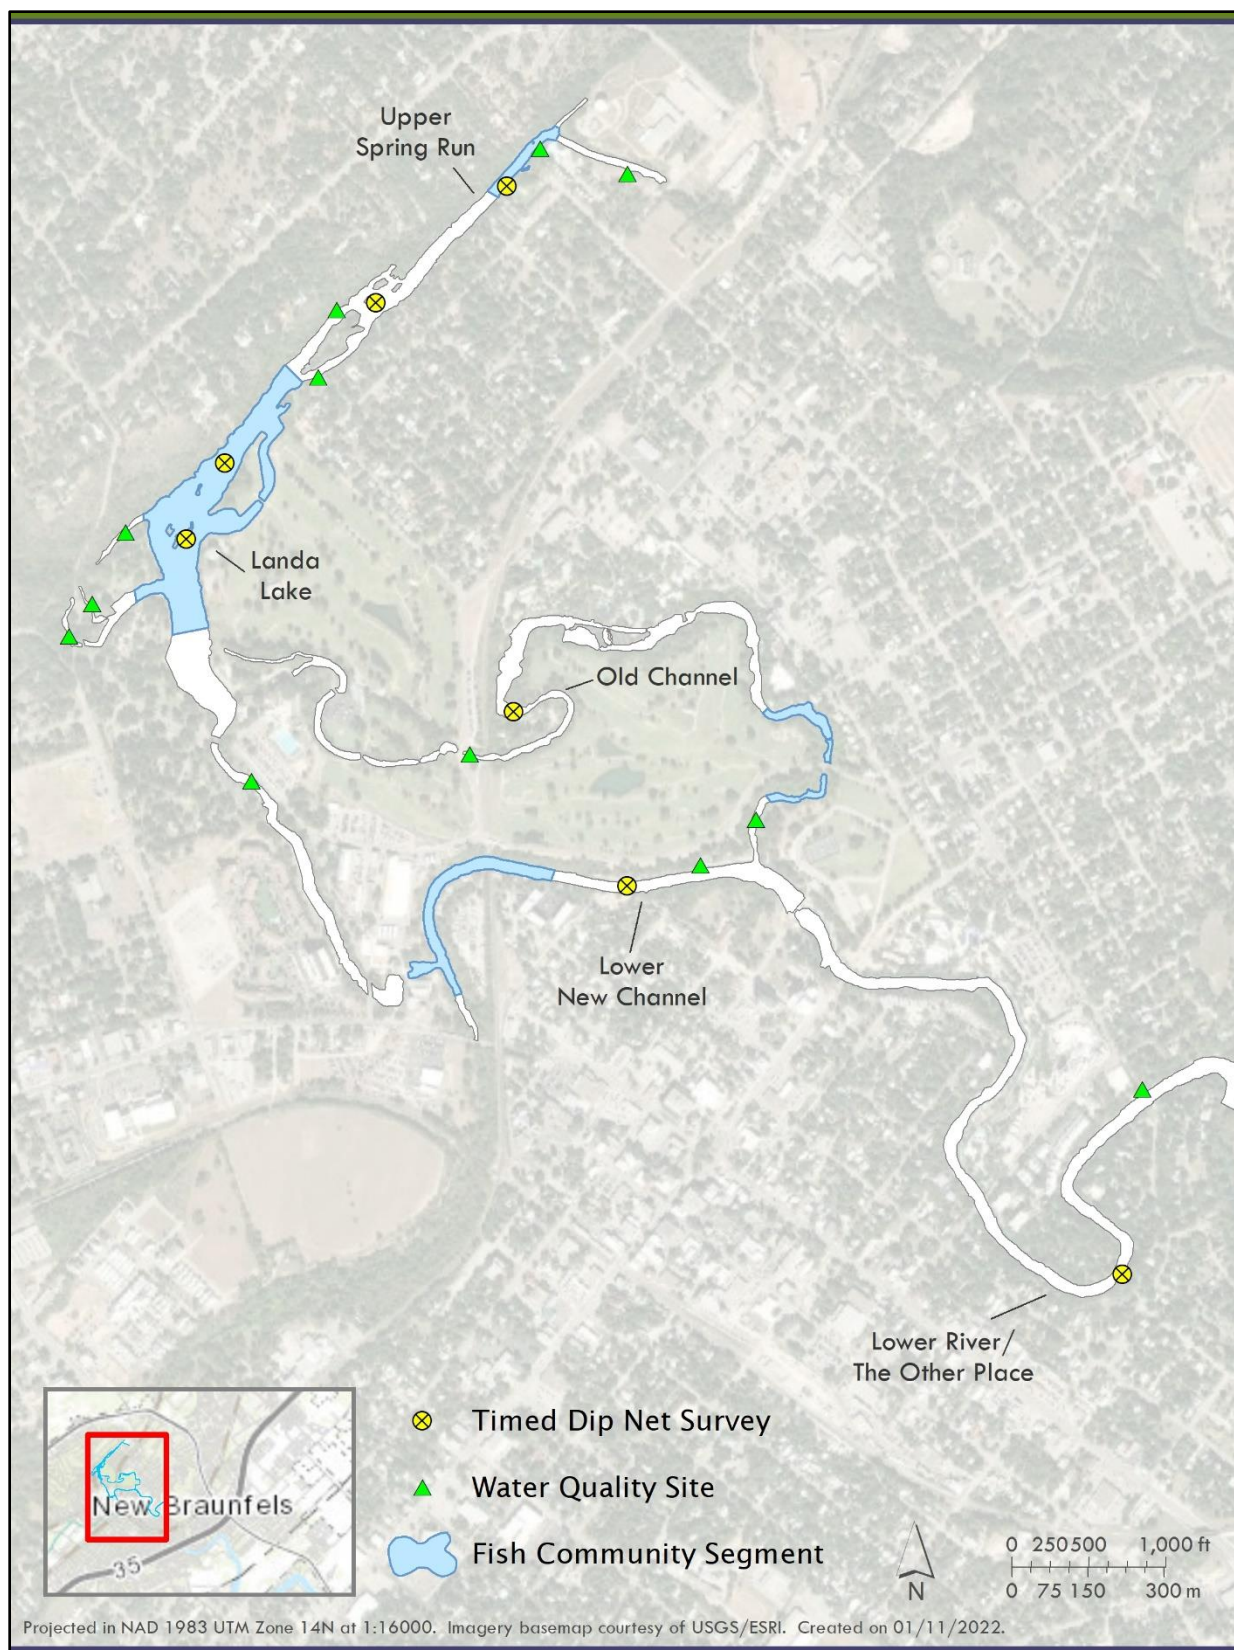 Upper
Spring Run
Landa
Lake
Old Channel
Lower
New Channel
Lower River/
The Other Place
New Braunfels
35
Timed Dip Net Survey
Water Quality Site
Fish Community Segment
N
0 250 500 1,000 ft
0 75 150 300 m
Projected in NAD 1983 UTM Zone 14N at 1:16000. Imagery basemap courtesy of USGS/ESRI. Created on 01/11/2022.